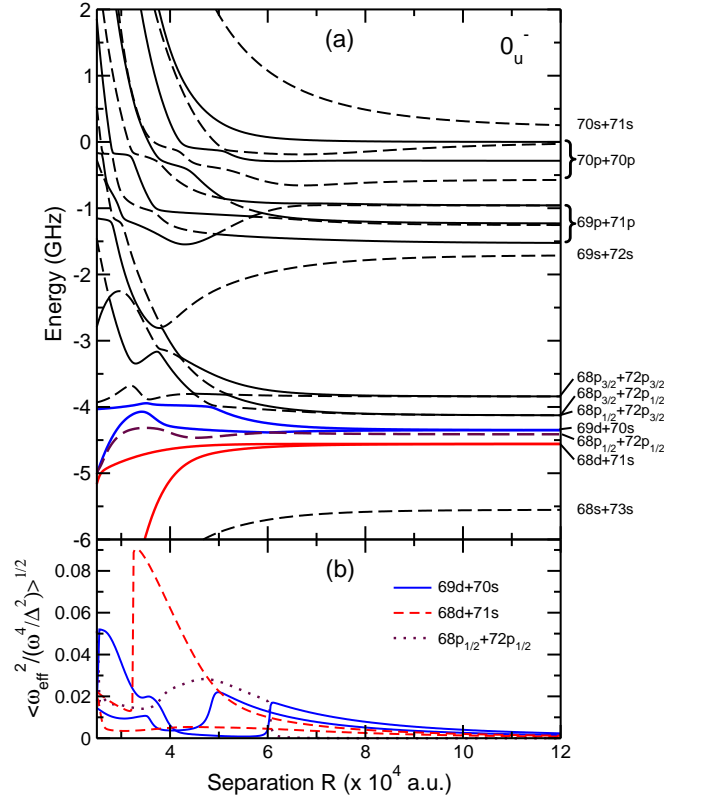 (a)
0u-
2
1
0
-1
-2
-3
-4
-5
-6
Energy (GHz)
70s+71s
70p+70p
69p+71p
69s+72s
68p3/2+72p3/2
68p3/2+72p1/2
68p1/2+72p3/2
69d+70s
68p1/2+72p1/2
68d+71s
68s+73s
(b)
0.08
0.06
0.04
0.02
0
<ωeff2/(ω4/Δ2)>1/2
69d+70s
68d+71s
68p1/2+72p1/2
4
6
8
10
12
Separation R (x 104 a.u.)